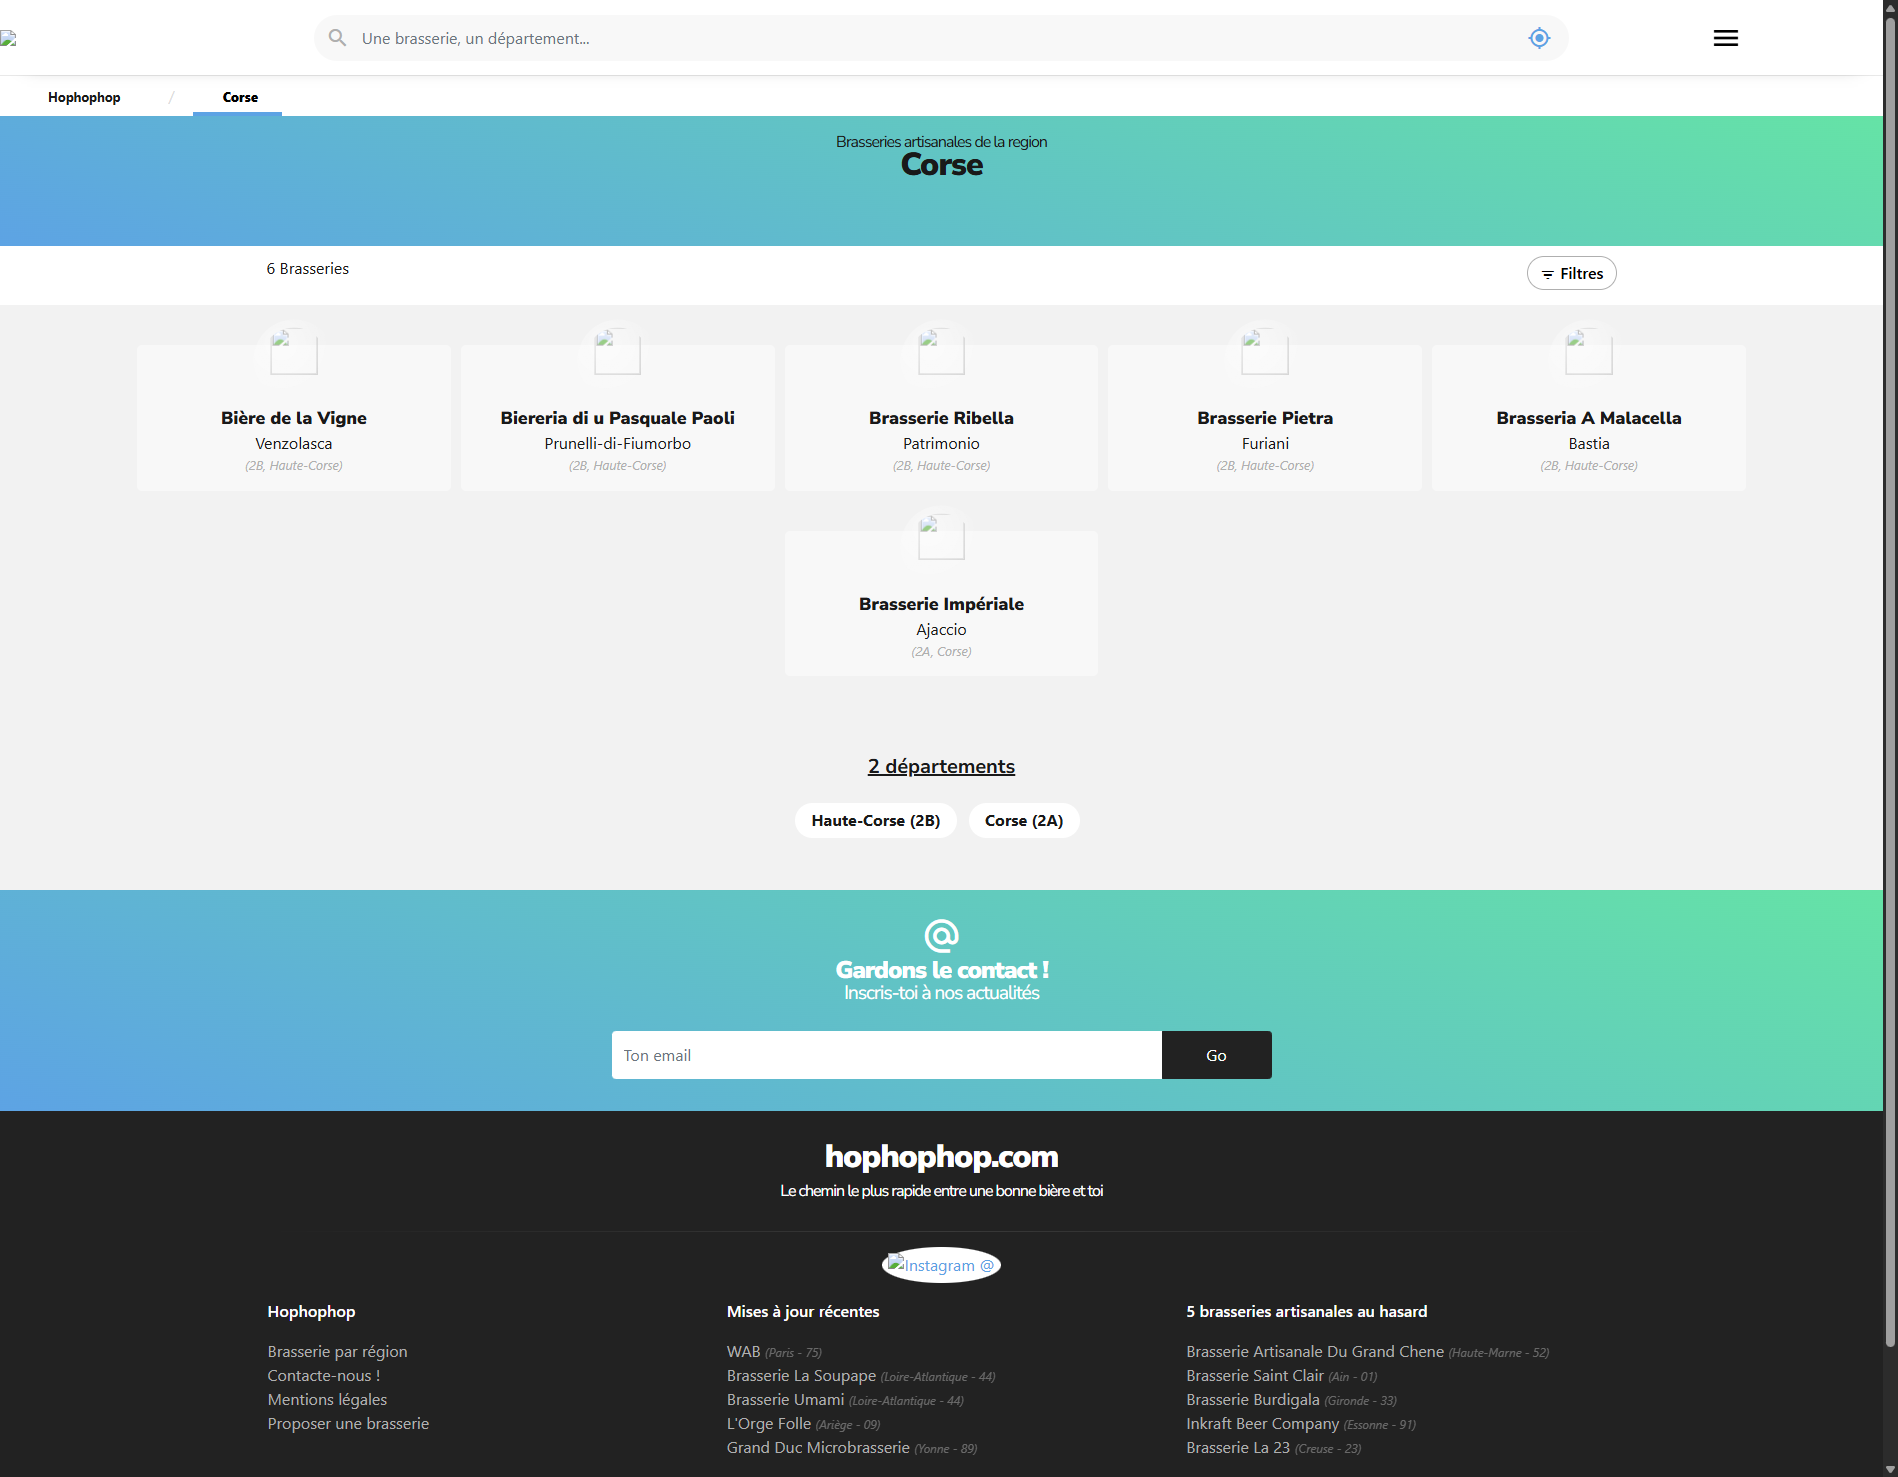 Une brasserie, un département...
Hophophop / Corse
Brasseries artisanales de la region
Corse
6 Brasseries
Filtres
Bière de la Vigne
Venzolasca
(2B, Haute-Corse)
Biereria di u Pasquale Paoli
Prunelli-di-Fiumorbo
(2B, Haute-Corse)
Brasserie Ribella
Patrimonio
(2B, Haute-Corse)
Brasserie Pietra
Furiani
(2B, Haute-Corse)
Brasseria A Malacella
Bastia
(2B, Haute-Corse)
Brasserie Impériale
Ajaccio
(2A, Corse)
2 départements
Haute-Corse (2B)
Corse (2A)
@
Gardons le contact !
Inscris-toi à nos actualités
Ton email
Go
hophophop.com
Le chemin le plus rapide entre une bonne bière et toi
Instagram @
Hophophop
Brasserie par région
Contacte-nous !
Mentions légales
Proposer une brasserie
Mises à jour récentes
WAB (Paris - 75)
Brasserie La Soupape (Loire-Atlantique - 44)
Brasserie Umami (Loire-Atlantique - 44)
L'Orge Folle (Ariège - 09)
Grand Duc Microbrasserie (Yonne - 89)
5 brasseries artisanales au hasard
Brasserie Artisanale Du Grand Chene (Haute-Marne - 52)
Brasserie Saint Clair (Ain - 01)
Brasserie Burdigala (Gironde - 33)
Inkraft Beer Company (Essonne - 91)
Brasserie La 23 (Creuse - 23)